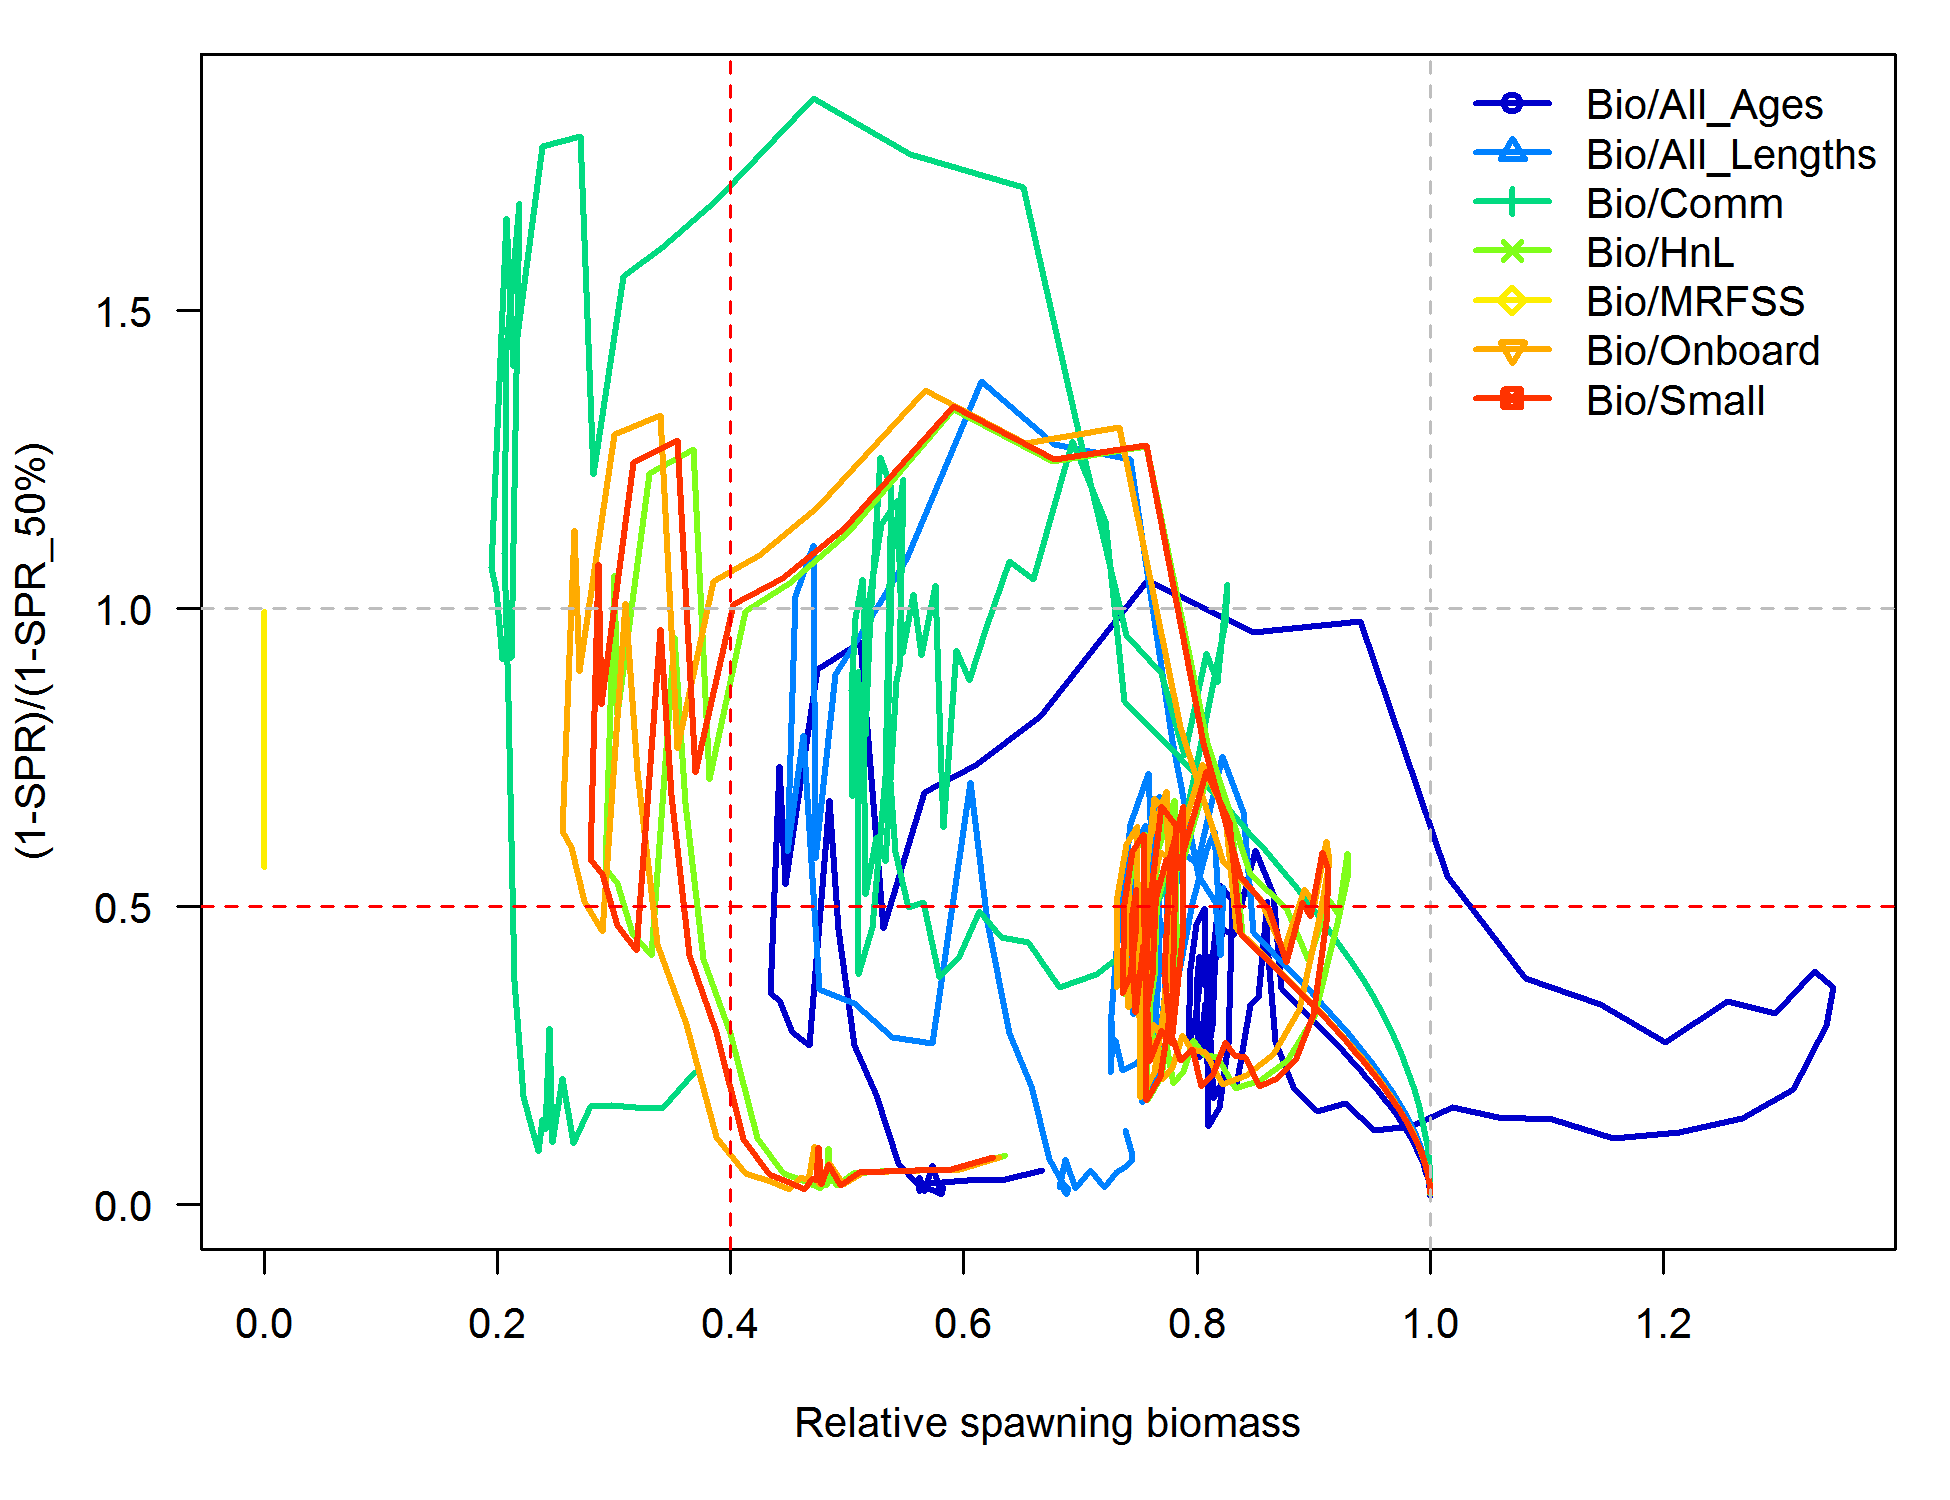 Bio/All_Ages
Bio/All_Lengths
Bio/Comm
Bio/HnL
Bio/MRFSS
Bio/Onboard
Bio/Small
(1-SPR)/(1-SPR_50%)
1.5
1.0
0.5
0.0
0.0 0.2 0.4 0.6 0.8 1.0 1.2
Relative spawning biomass